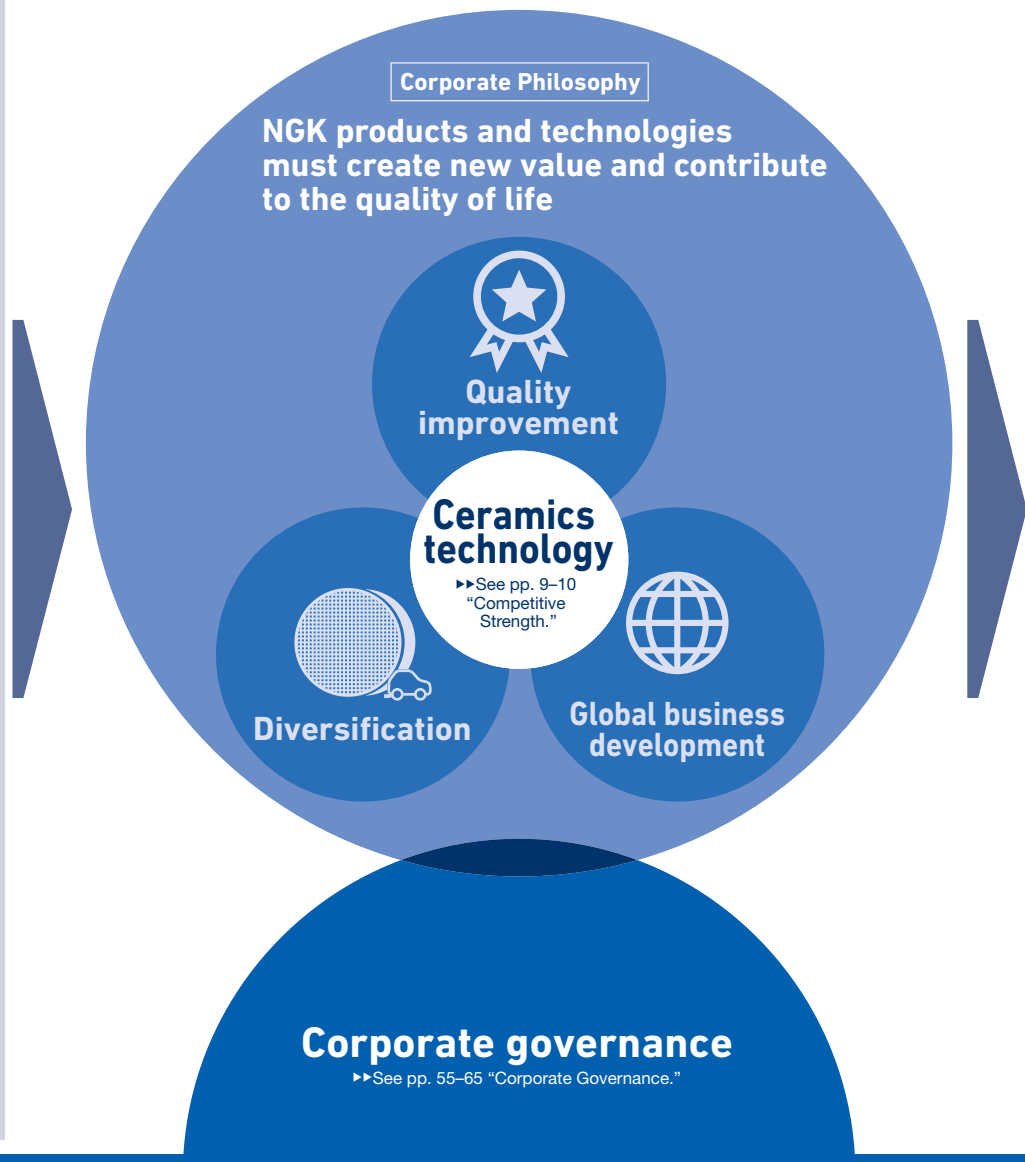 Corporate Philosophy
NGK products and technologies
must create new value and contribute
to the quality of life
Quality
improvement
Ceramics
technology
▶▶See pp. 9–10
“Competitive
Strength.”
Diversification
Global business
development
Corporate governance
▶▶See pp. 55–65 “Corporate Governance.”